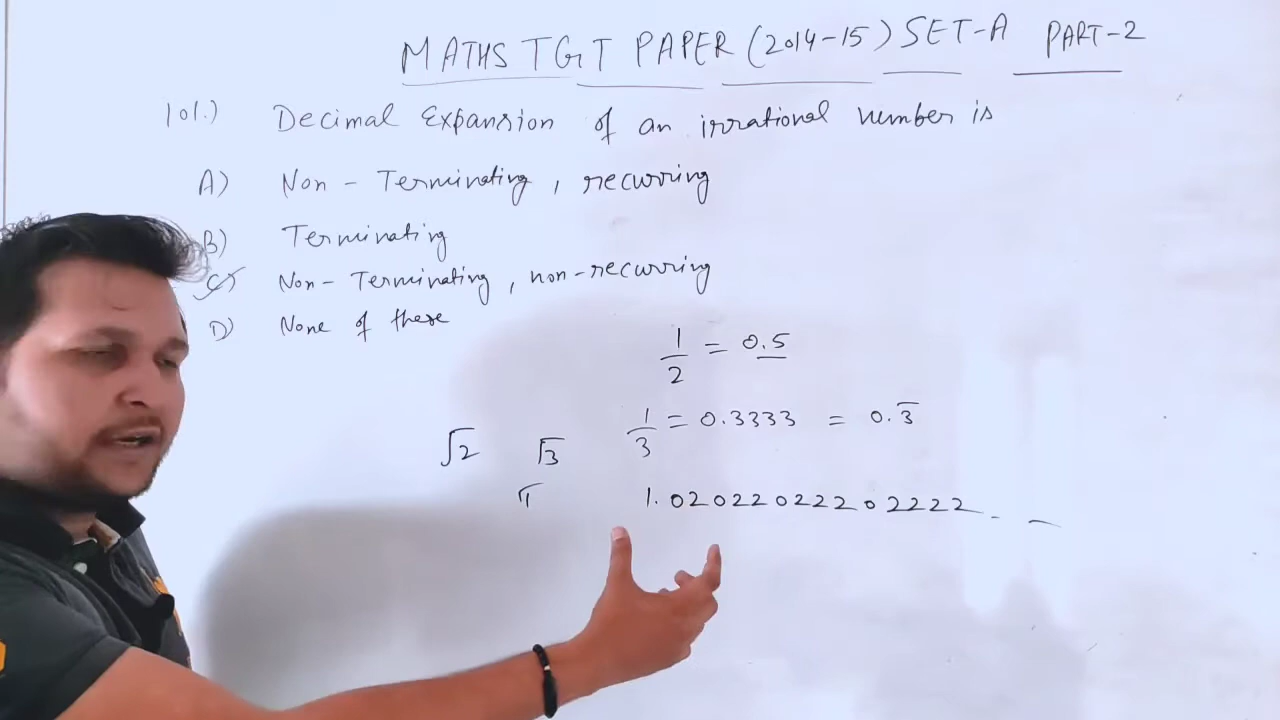 MATHS TGT PAPER (2014-15) SET-A PART-2
101.) Decimal Expansion of an irrational number is
A) Non-Terminating, recurring
B) Terminating
C) Non-Terminating, non-recurring
D) None of these
1/2 = 0.5
1/3 = 0.3333 = 0.3̅
√2 √3
π 1.02022022202222 - -